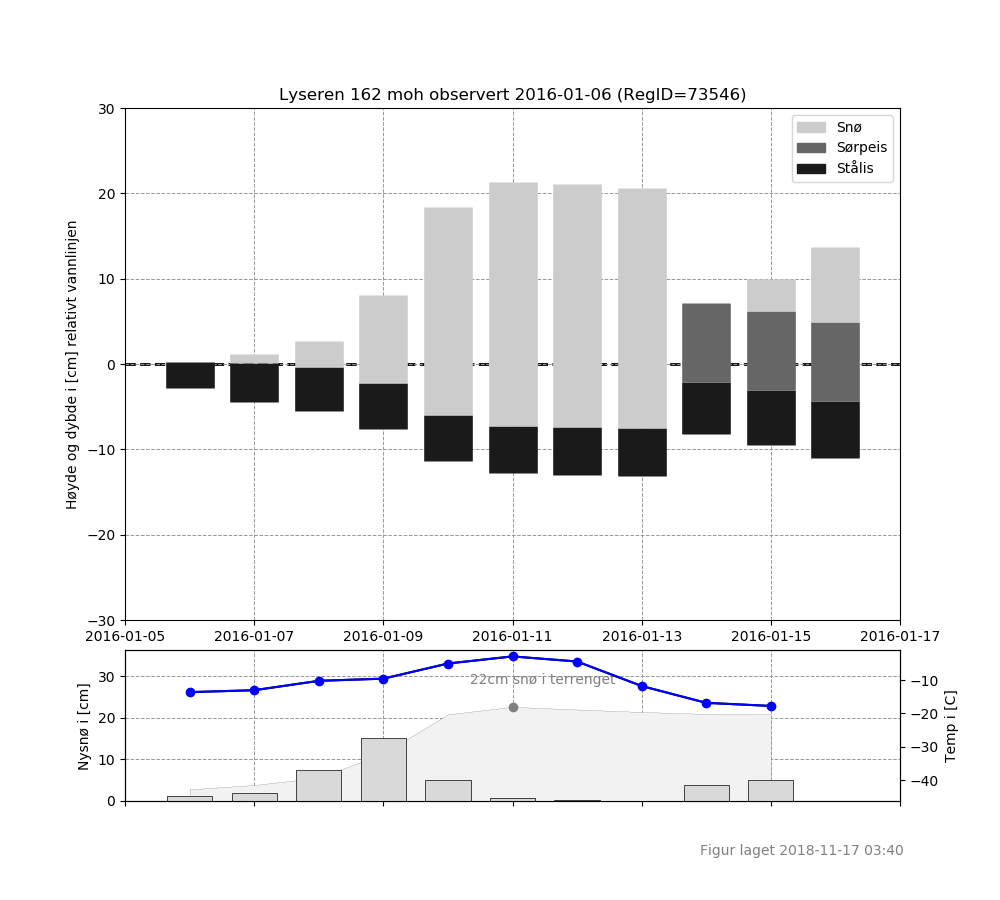 Lyseren 162 moh observert 2016-01-06 (RegID=73546)
Snø
Sørpeis
Stålis
Høyde og dybde i [cm] relativt vannlinjen
30
20
10
0
−10
−20
−30
2016-01-05 2016-01-07 2016-01-09 2016-01-11 2016-01-13 2016-01-15 2016-01-17
Nysnø i [cm]
30
20
10
0
22cm snø i terrenget
−10
−20
−30
−40
Temp i [C]
Figur laget 2018-11-17 03:40